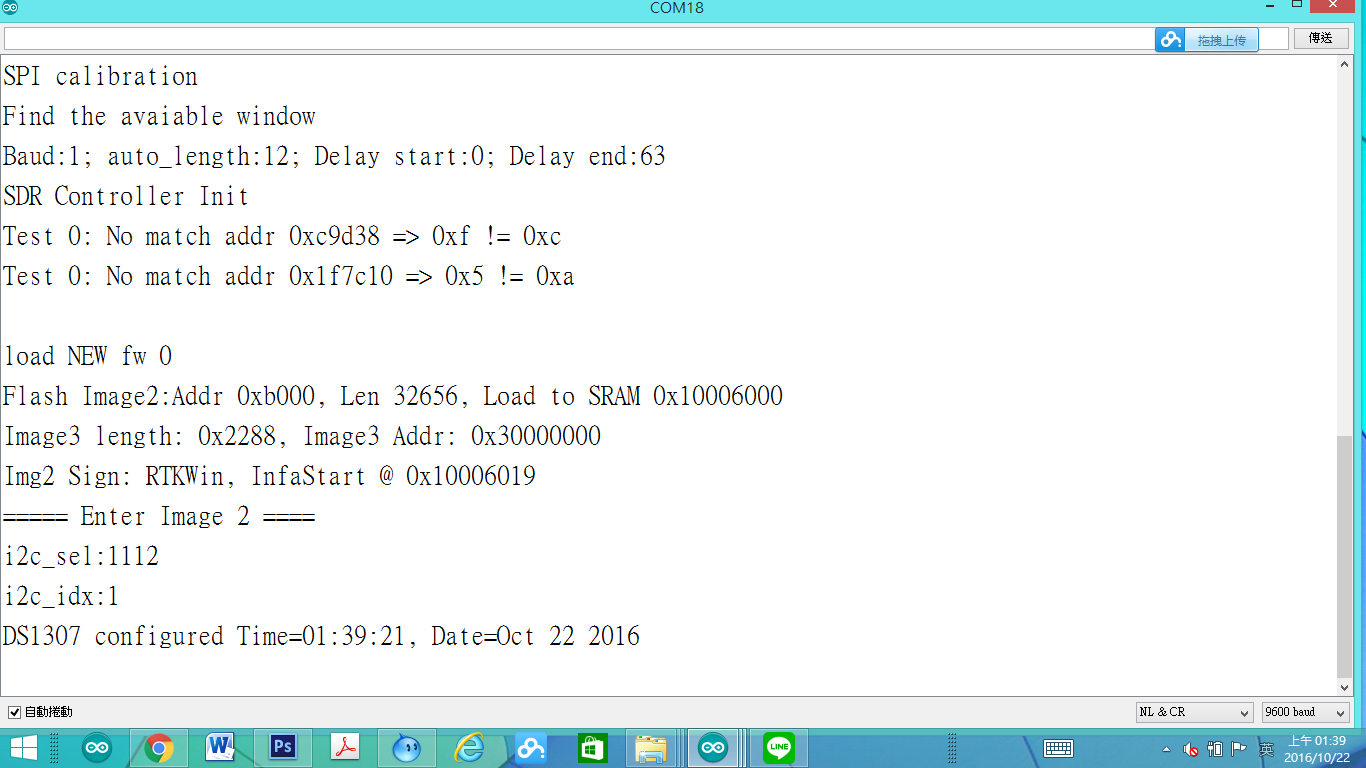 COM18
拖拽上传
傳送
SPI calibration
Find the avaiable window
Baud:1; auto_length:12; Delay start:0; Delay end:63
SDR Controller Init
Test 0: No match addr 0xc9d38 => 0xf != 0xc
Test 0: No match addr 0x1f7c10 => 0x5 != 0xa
load NEW fw 0
Flash Image2:Addr 0xb000, Len 32656, Load to SRAM 0x10006000
Image3 length: 0x2288, Image3 Addr: 0x30000000
Img2 Sign: RTKWin, InfaStart @ 0x10006019
===== Enter Image 2 ====
i2c_sel:1112
i2c_idx:1
DS1307 configured Time=01:39:21, Date=Oct 22 2016
自動捲動
NL & CR
9600 baud
W
Ps
LINE
英
上午 01:39
2016/10/22